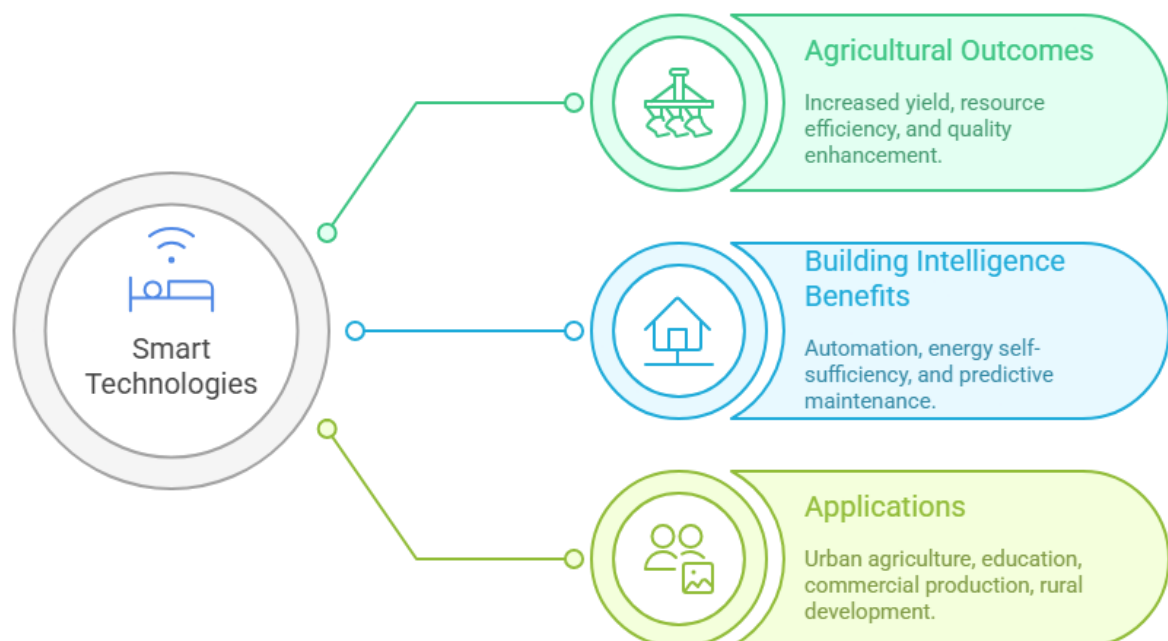 Smart
Technologies
Agricultural Outcomes
Increased yield, resource
efficiency, and quality
enhancement.
Building Intelligence
Benefits
Automation, energy self-
sufficiency, and predictive
maintenance.
Applications
Urban agriculture, education,
commercial production, rural
development.